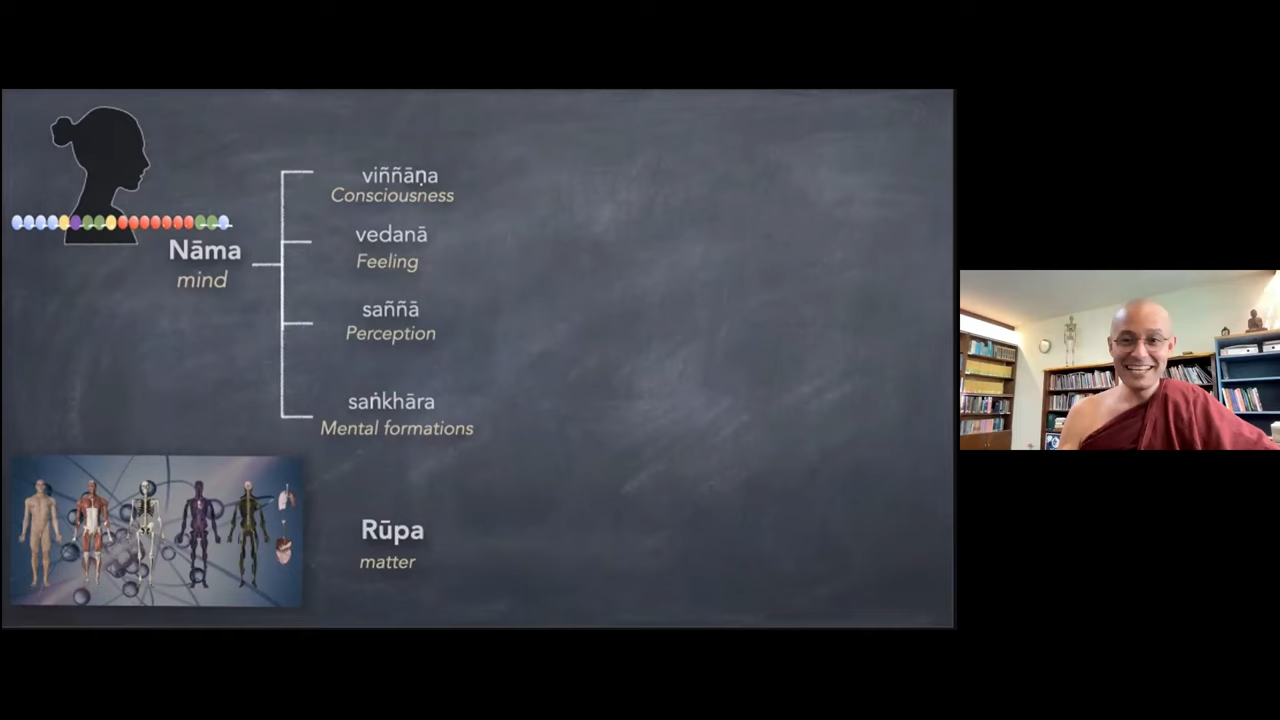 viññāṇa
Consciousness
vedanā
Feeling
Nāma
mind
saññā
Perception
saṅkhāra
Mental formations
Rūpa
matter